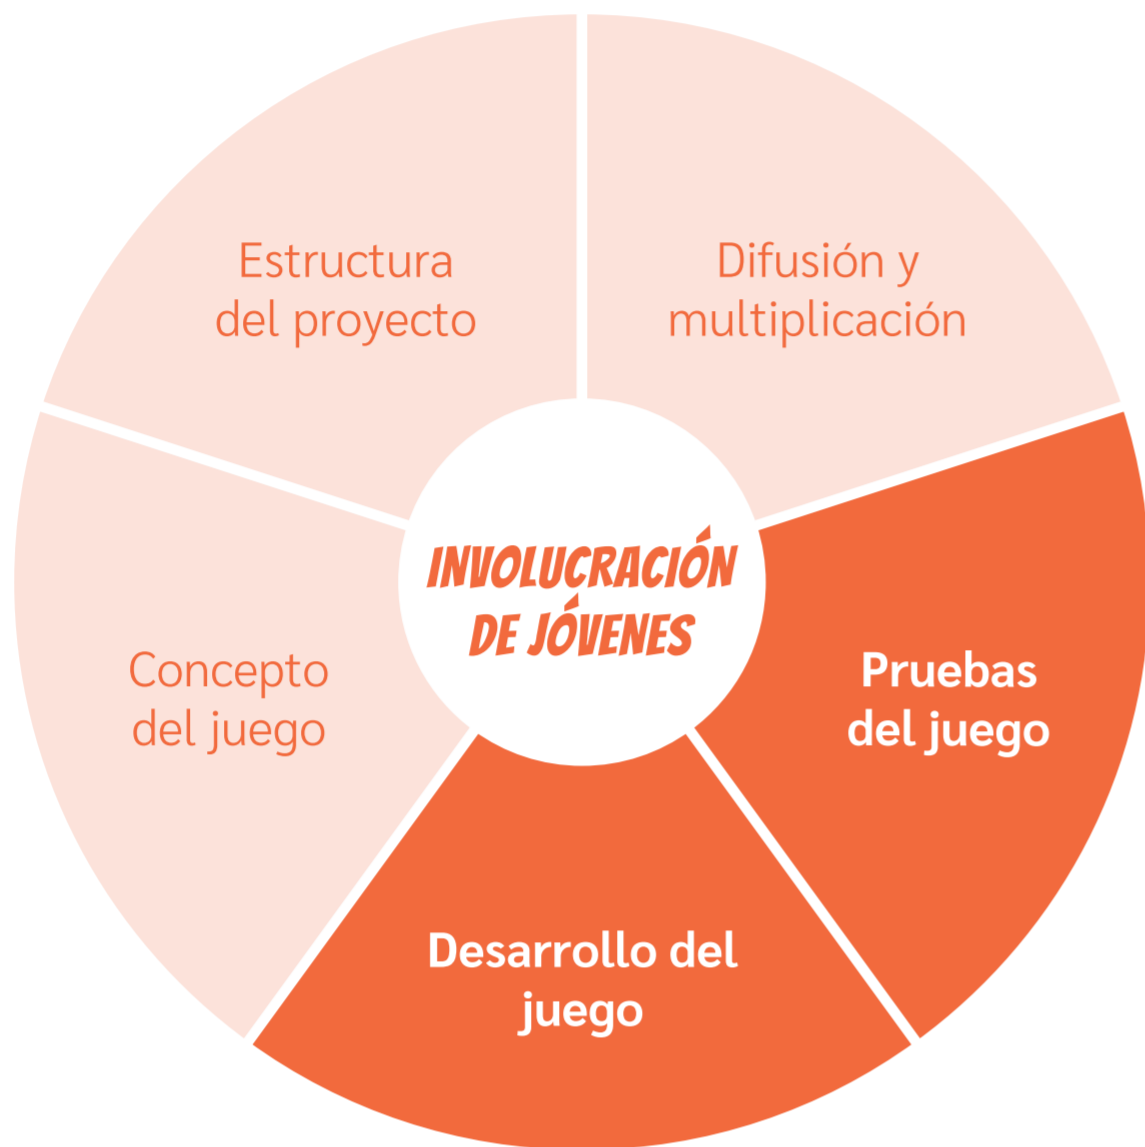 Estructura
del proyecto
Difusión y
multiplicación
INVOLUCRACIÓN
DE JÓVENES
Concepto
del juego
Pruebas
del juego
Desarrollo del
juego